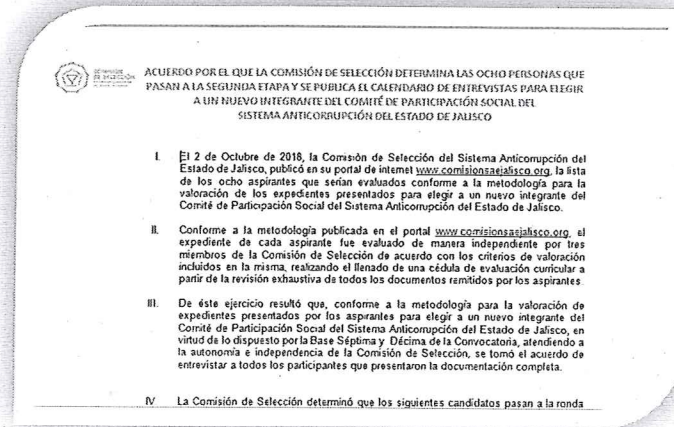 COMISIÓN
DE SELECCIÓN
ACUERDO POR EL QUE LA COMISIÓN DE SELECCIÓN DETERMINA LAS OCHO PERSONAS QUE
PASAN A LA SEGUNDA ETAPA Y SE PUBLICA EL CALENDARIO DE ENTREVISTAS PARA ELEGIR
A UN NUEVO INTEGRANTE DEL COMITÉ DE PARTICIPACIÓN SOCIAL DEL
SISTEMA ANTICORRUPCIÓN DEL ESTADO DE JALISCO
I. El 2 de Octubre de 2018, la Comisión de Selección del Sistema Anticorrupción del
Estado de Jalisco, publicó en su portal de internet www.comisionsaejalisco.org, la lista
de los ocho aspirantes que serían evaluados conforme a la metodología para la
valoración de los expedientes presentados para elegir a un nuevo integrante del
Comité de Participación Social del Sistema Anticorrupción del Estado de Jalisco.
II. Conforme a la metodología publicada en el portal www.comisionsaejalisco.org, el
expediente de cada aspirante fue evaluado de manera independiente por tres
miembros de la Comisión de Selección de acuerdo con los criterios de valoración
incluidos en la misma, realizando el llenado de una cédula de evaluación curricular a
partir de la revisión exhaustiva de todos los documentos remitidos por los aspirantes
III. De éste ejercicio resultó que, conforme a la metodología para la valoración de
expedientes presentados por los aspirantes para elegir a un nuevo integrante del
Comité de Participación Social del Sistema Anticorrupción del Estado de Jalisco, en
virtud de lo dispuesto por la Base Séptima y Décima de la Convocatoria, atendiendo a
la autonomía e independencia de la Comisión de Selección, se tomó el acuerdo de
entrevistar a todos los participantes que presentaron la documentación completa.
IV La Comisión de Selección determinó que los siguientes candidatos pasan a la ronda